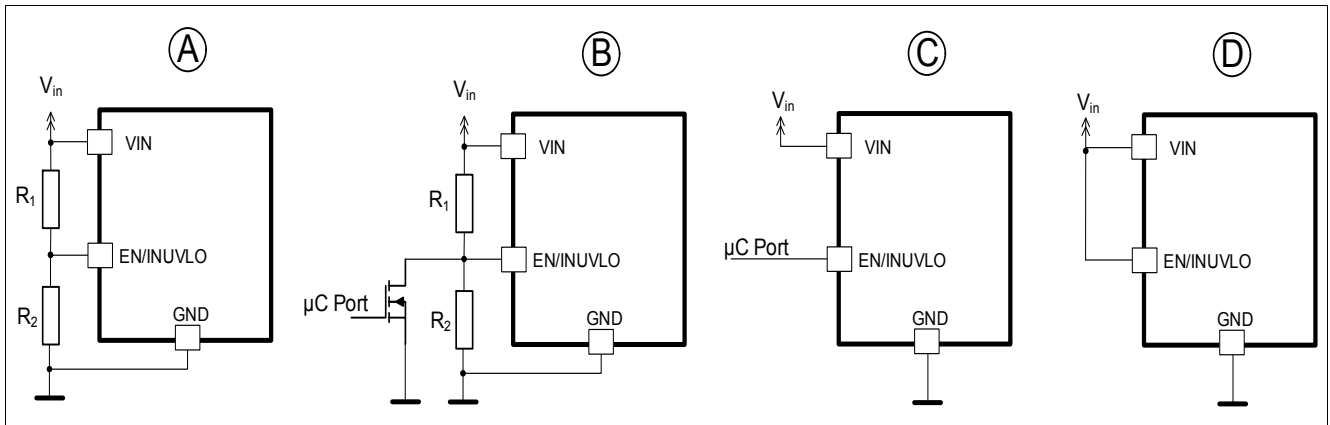 A
Vin
VIN
R1
EN/INUVLO
R2
GND
B
Vin
VIN
R1
EN/INUVLO
µC Port
R2
GND
C
Vin
VIN
µC Port
EN/INUVLO
GND
D
Vin
VIN
EN/INUVLO
GND